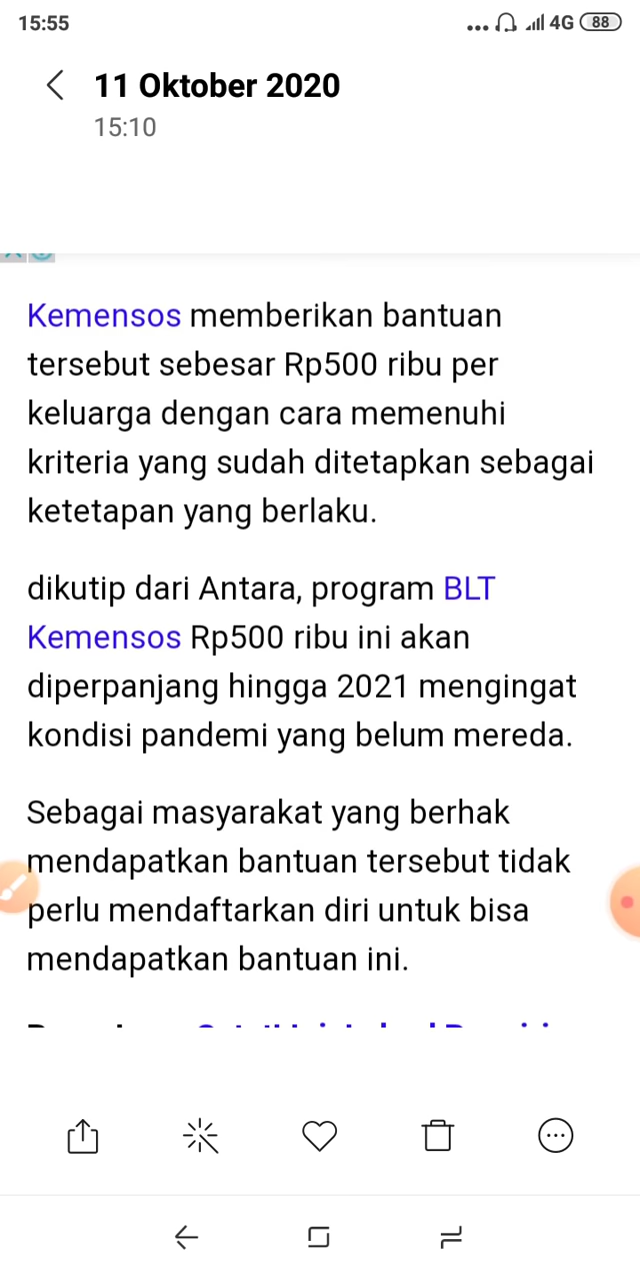 15:55
... 4G 88
11 Oktober 2020
15:10
Kemensos memberikan bantuan
tersebut sebesar Rp500 ribu per
keluarga dengan cara memenuhi
kriteria yang sudah ditetapkan sebagai
ketetapan yang berlaku.
dikutip dari Antara, program BLT
Kemensos Rp500 ribu ini akan
diperpanjang hingga 2021 mengingat
kondisi pandemi yang belum mereda.
Sebagai masyarakat yang berhak
mendapatkan bantuan tersebut tidak
perlu mendaftarkan diri untuk bisa
mendapatkan bantuan ini.